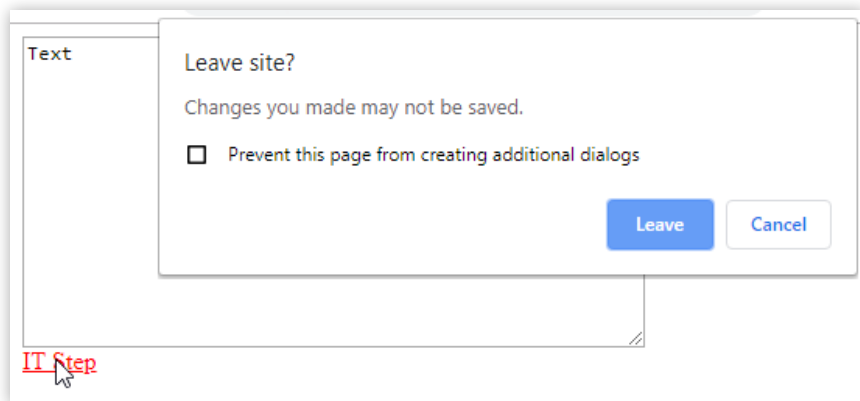 Text
Leave site?
Changes you made may not be saved.
Prevent this page from creating additional dialogs
Leave
Cancel
IT Step